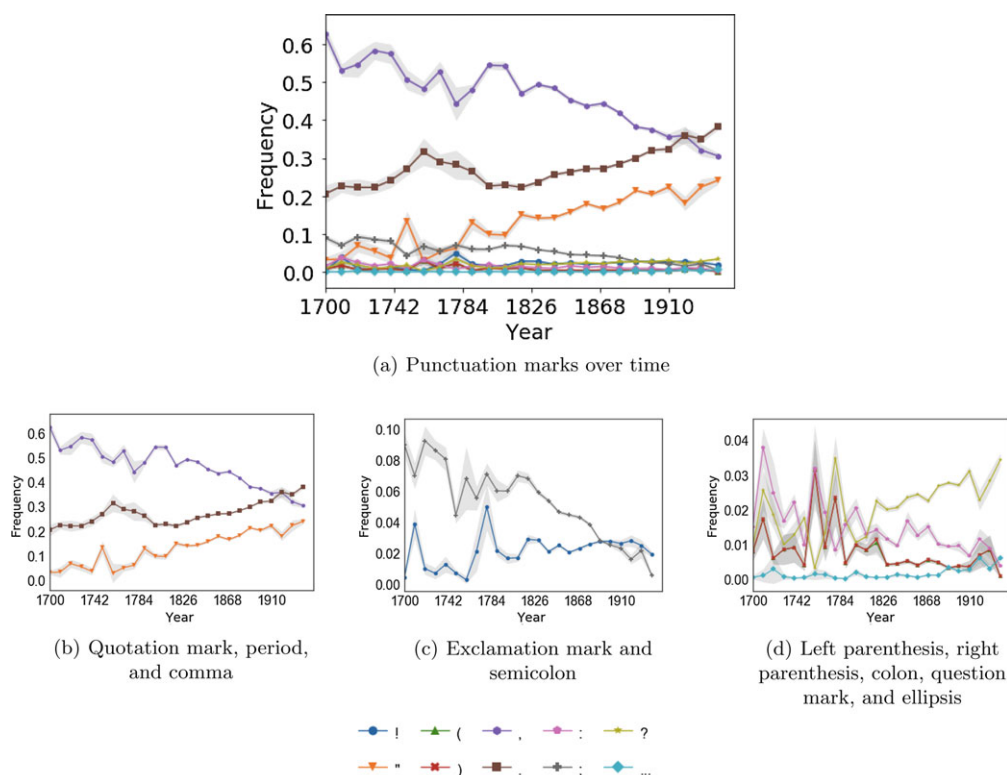 0.6
0.5
0.4
0.3
0.2
0.1
0.0
Frequency
1700 1742 1784 1826 1868 1910
Year
(a) Punctuation marks over time
0.6
0.5
0.4
0.3
0.2
0.1
0.0
Frequency
1700 1742 1784 1826 1868 1910
Year
(b) Quotation mark, period,
and comma
0.10
0.08
0.06
0.04
0.02
0.00
Frequency
1700 1742 1784 1826 1868 1910
Year
(c) Exclamation mark and
semicolon
0.04
0.03
0.02
0.01
0.00
Frequency
1700 1742 1784 1826 1868 1910
Year
(d) Left parenthesis, right
parenthesis, colon, question
mark, and ellipsis
! ( , : ?
" ) . ; ...